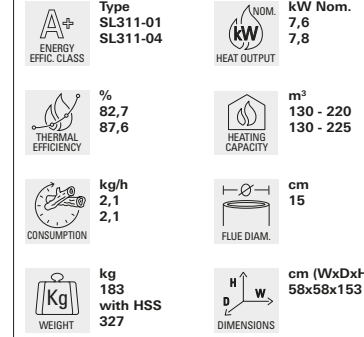 A+
ENERGY
EFFIC. CLASS
Type
SL311-01
SL311-04
NOM.
kW
HEAT OUTPUT
kW Nom.
7,6
7,8
THERMAL
EFFICIENCY
%
82,7
87,6
HEATING
CAPACITY
m³
130 - 220
130 - 225
CONSUMPTION
kg/h
2,1
2,1
Ø
FLUE DIAM.
cm
15
Kg
WEIGHT
kg
183
with HSS
327
H
D
W
DIMENSIONS
cm (WxDxH
58x58x153